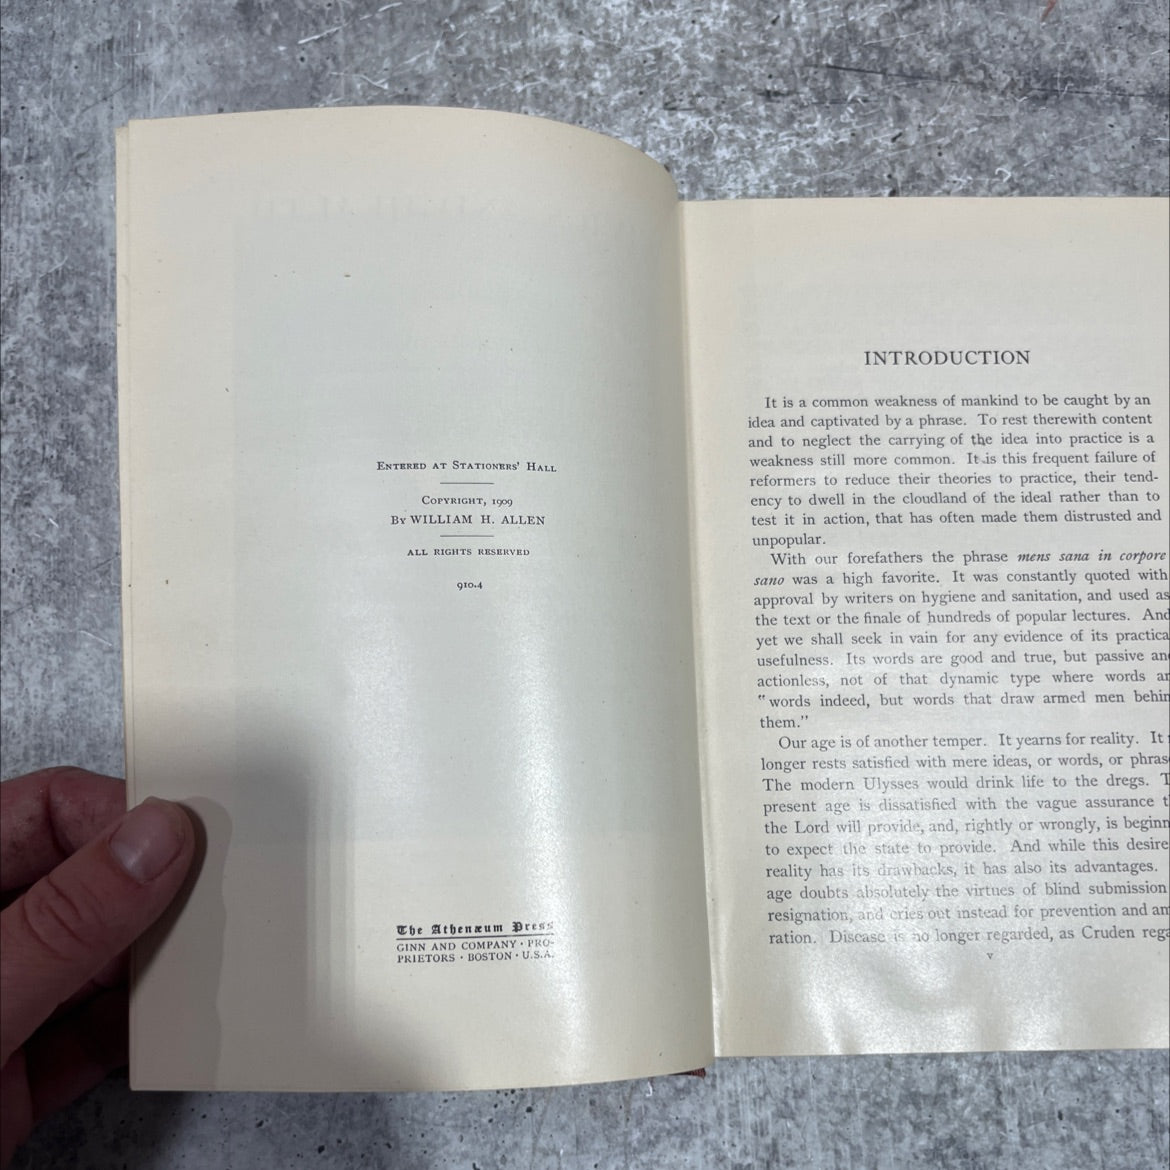 ENTERED AT STATIONERS' HALL
COPYRIGHT, 1909
BY WILLIAM H. ALLEN
ALL RIGHTS RESERVED
910.4
The Athenæum Press
GINN AND COMPANY · PRO-
PRIETORS · BOSTON · U.S.A.
INTRODUCTION
It is a common weakness of mankind to be caught by an
idea and captivated by a phrase. To rest therewith content
and to neglect the carrying of the idea into practice is a
weakness still more common. It is this frequent failure of
reformers to reduce their theories to practice, their tend-
ency to dwell in the cloudland of the ideal rather than to
test it in action, that has often made them distrusted and
unpopular.
With our forefathers the phrase mens sana in corpore
sano was a high favorite. It was constantly quoted with
approval by writers on hygiene and sanitation, and used as
the text or the finale of hundreds of popular lectures. And
yet we shall seek in vain for any evidence of its practica
usefulness. Its words are good and true, but passive an
actionless, not of that dynamic type where words ar
"words indeed, but words that draw armed men behin
them."
Our age is of another temper. It yearns for reality. It
longer rests satisfied with mere ideas, or words, or phras
The modern Ulysses would drink life to the dregs. T
present age is dissatisfied with the vague assurance t
the Lord will provide, and, rightly or wrongly, is beginn
to expect the state to provide. And while this desire
reality has its drawbacks, it has also its advantages.
age doubts absolutely the virtues of blind submission
resignation, and cries out instead for prevention and am
ration. Disease is no longer regarded, as Cruden rega
v